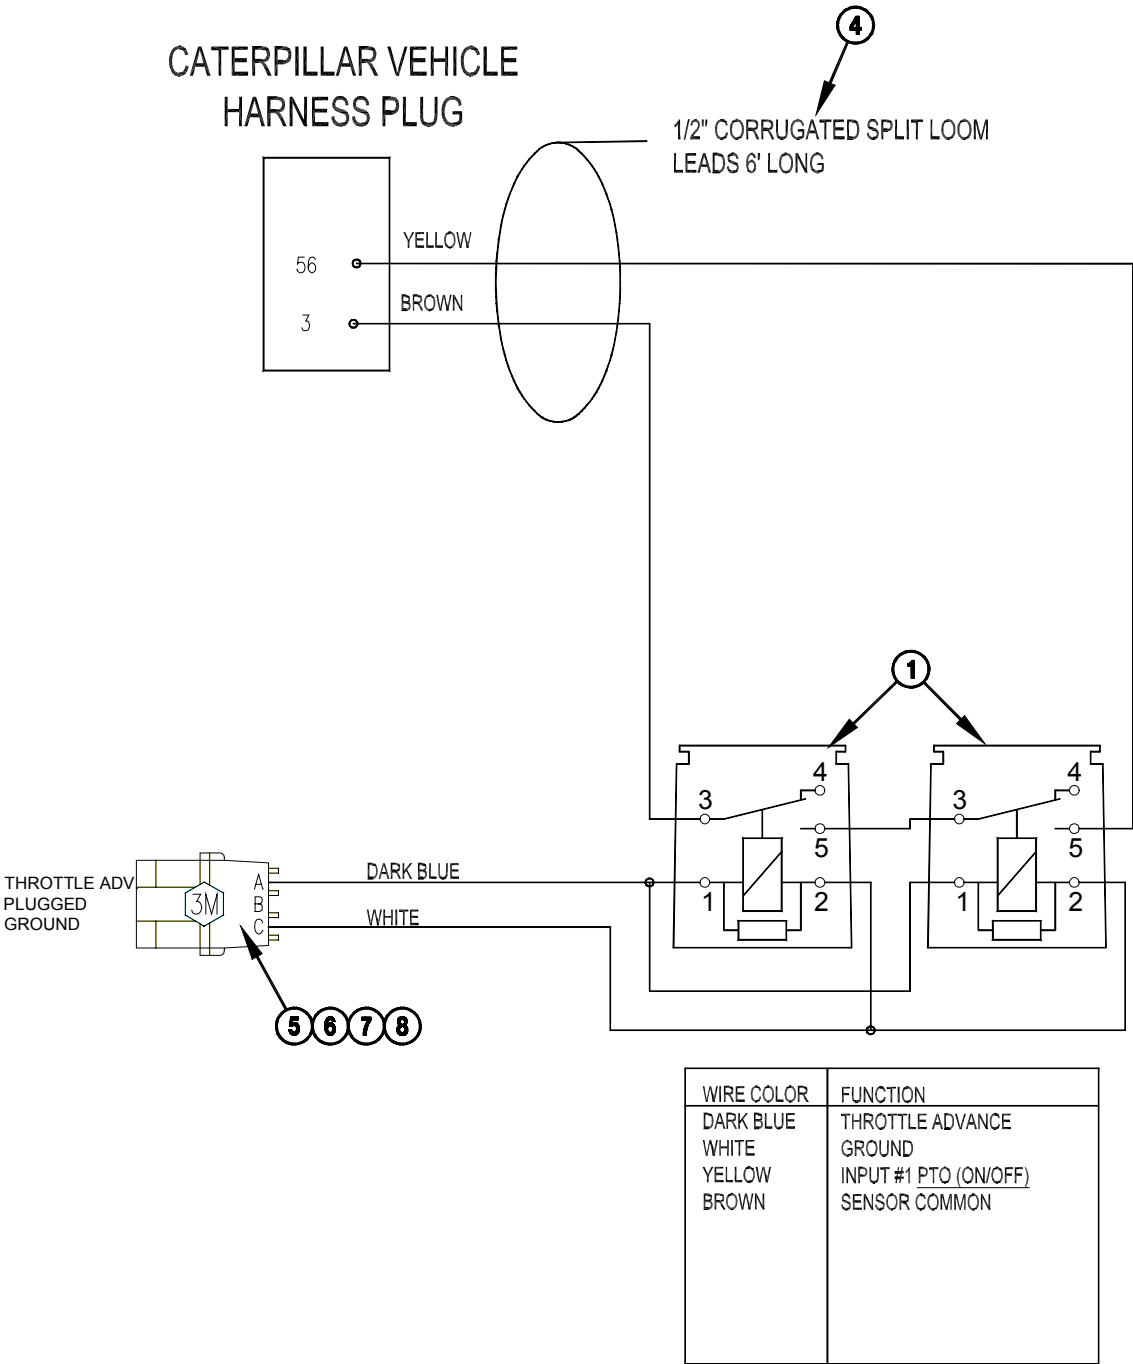 4
CATERPILLAR VEHICLE
HARNESS PLUG
1/2" CORRUGATED SPLIT LOOM
LEADS 6' LONG
YELLOW
56
BROWN
3
1
4
4
3
3
5
5
1
2
1
2
THROTTLE ADV
PLUGGED
GROUND
3M
A
B
C
DARK BLUE
WHITE
5 6 7 8
WIRE COLOR FUNCTION
DARK BLUE THROTTLE ADVANCE
WHITE GROUND
YELLOW INPUT #1 PTO (ON/OFF)
BROWN SENSOR COMMON